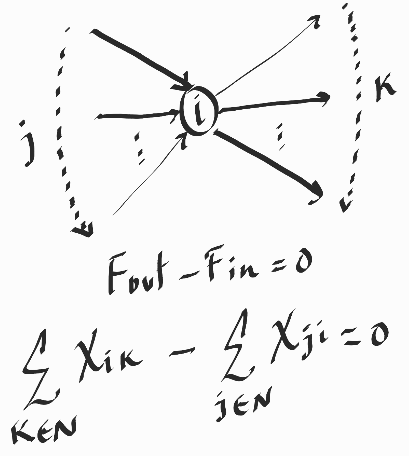 i
j
K
Fout - Fin = 0
∑ Xik - ∑ Xji = 0
K∈N j∈N